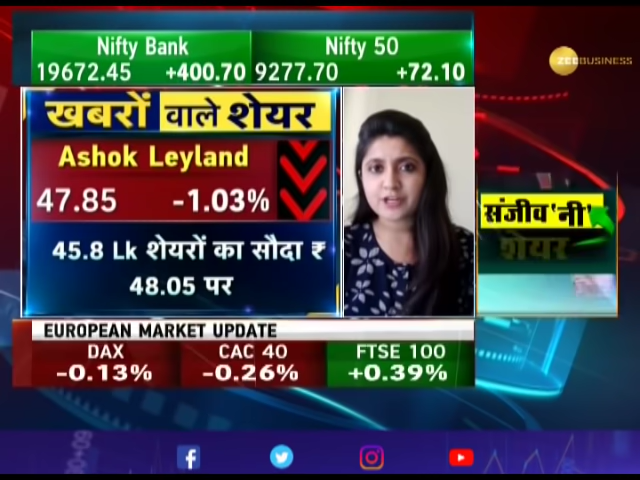 Nifty Bank
19672.45 +400.70
Nifty 50
9277.70 +72.10
ZEE BUSINESS
खबरों वाले शेयर
Ashok Leyland
47.85 -1.03%
45.8 Lk शेयरों का सौदा ₹
48.05 पर
संजीव 'नी'
शेयर
EUROPEAN MARKET UPDATE
DAX
-0.13%
CAC 40
-0.26%
FTSE 100
+0.39%